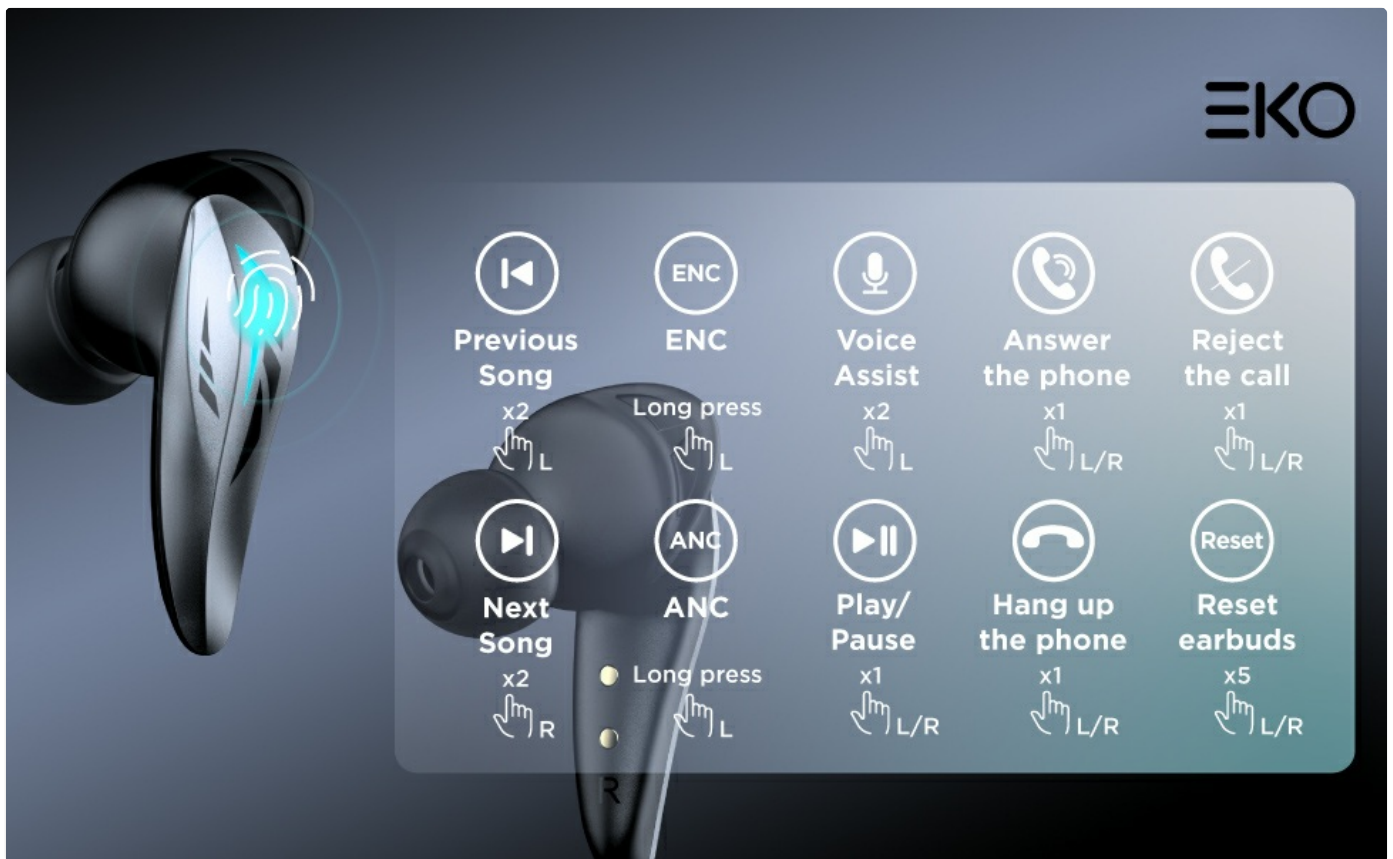 EKO
ENC
Previous
Song
x2
L
ENC
Long press
L
Voice
Assist
x2
L
Answer
the phone
x1
L/R
Reject
the call
x1
L/R
Next
Song
x2
R
ANC
ANC
Long press
L
Play/
Pause
x1
L/R
Hang up
the phone
x1
L/R
Reset
Reset
earbuds
x5
L/R
R